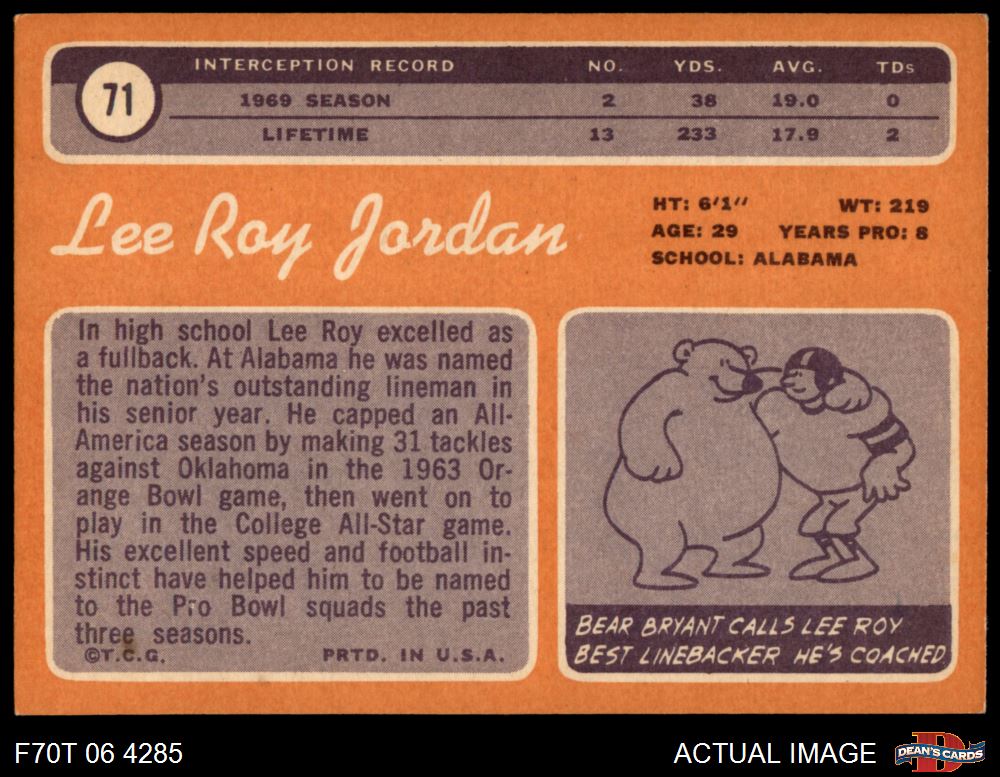 71
INTERCEPTION RECORD NO. YDS. AVG. TDs
1969 SEASON 2 38 19.0 0
LIFETIME 13 233 17.9 2
Lee Roy Jordan
HT: 6'1" WT: 219
AGE: 29 YEARS PRO: 8
SCHOOL: ALABAMA
In high school Lee Roy excelled as
a fullback. At Alabama he was named
the nation's outstanding lineman in
his senior year. He capped an All-
America season by making 31 tackles
against Oklahoma in the 1963 Or-
ange Bowl game, then went on to
play in the College All-Star game.
His excellent speed and football in-
stinct have helped him to be named
to the Pro Bowl squads the past
three seasons.
©T.C.G. PRTD. IN U.S.A.
BEAR BRYANT CALLS LEE ROY
BEST LINEBACKER HE'S COACHED
F70T 06 4285 ACTUAL IMAGE
D
DEAN'S CARDS